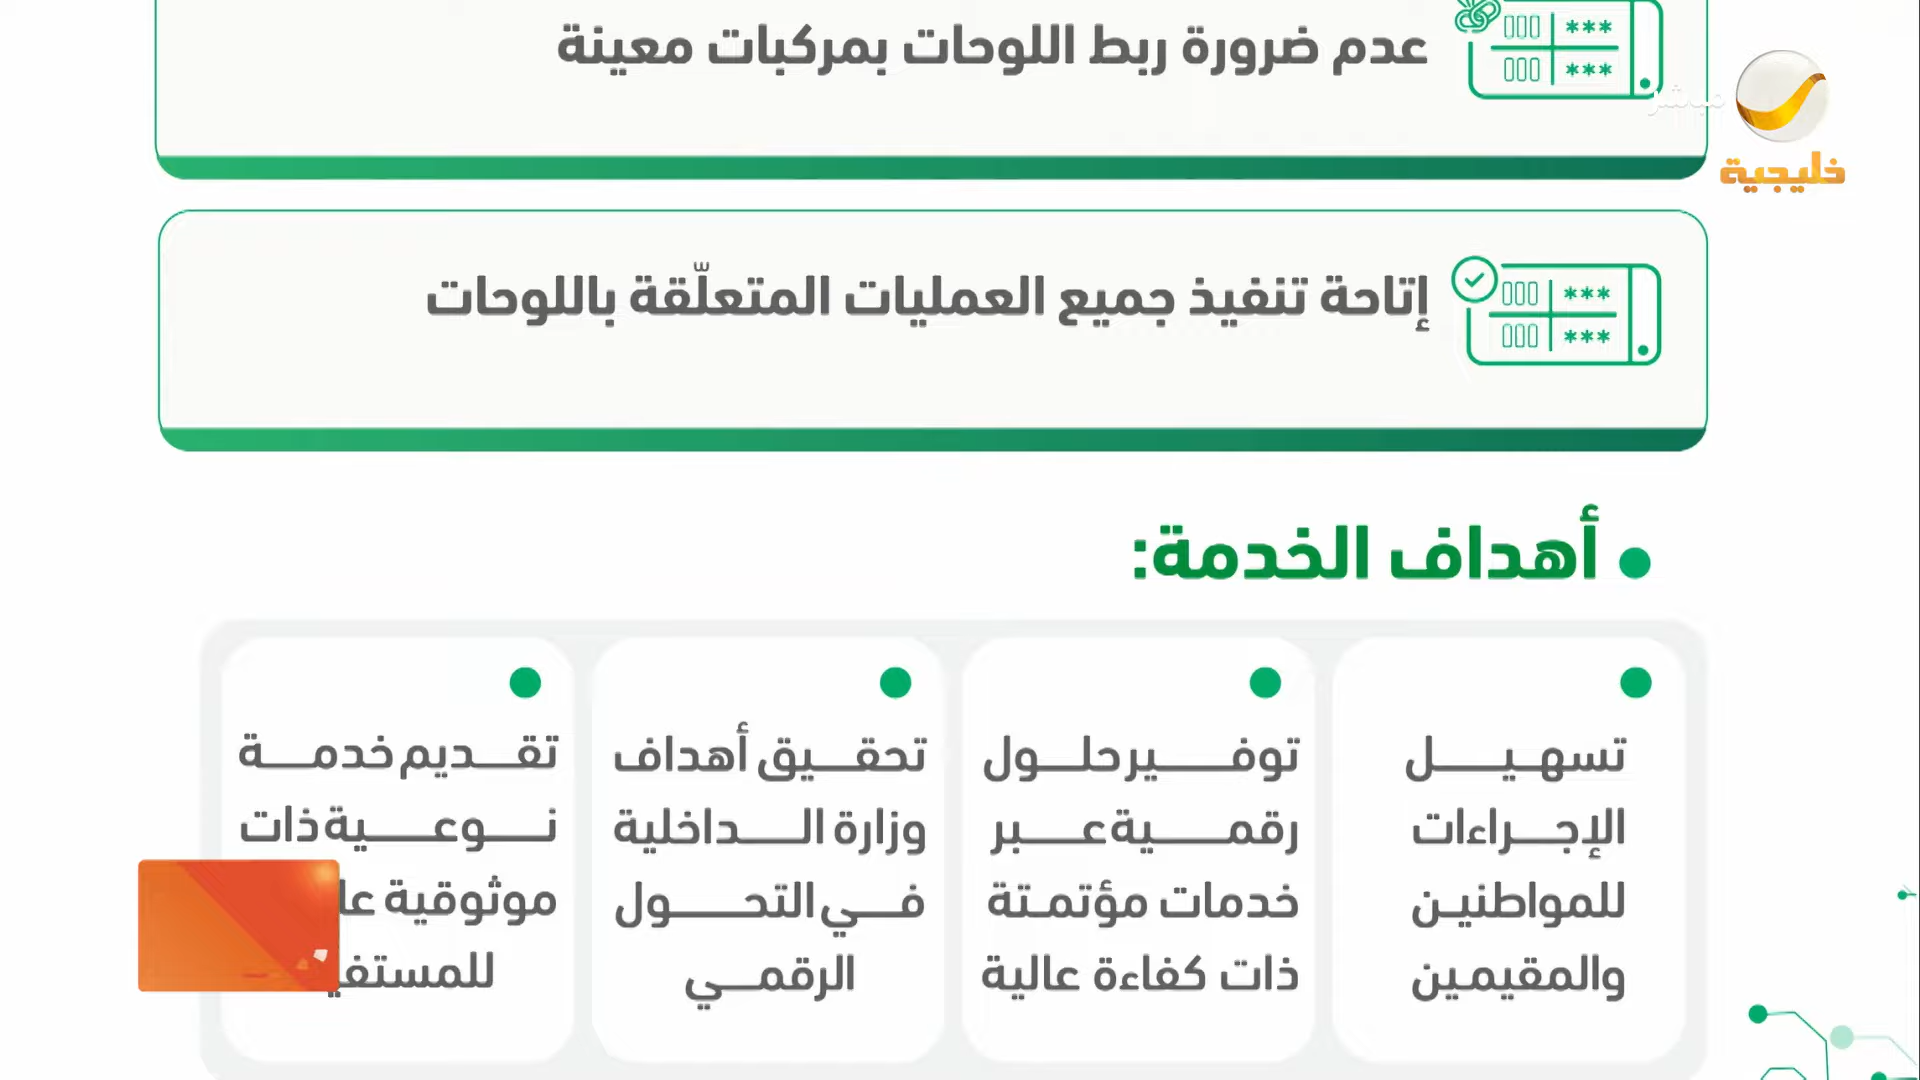 عدم ضرورة ربط اللوحات بمركبات معينة
مباشر
خليجية
إتاحة تنفيذ جميع العمليات المتعلّقة باللوحات
أهداف الخدمة:
تسهيل
الإجراءات
للمواطنين
والمقيمين
توفير حلول
رقمية عبر
خدمات مؤتمتة
ذات كفاءة عالية
تحقيق أهداف
وزارة الداخلية
في التحول
الرقمي
تقديم خدمة
نوعية ذات
موثوقية